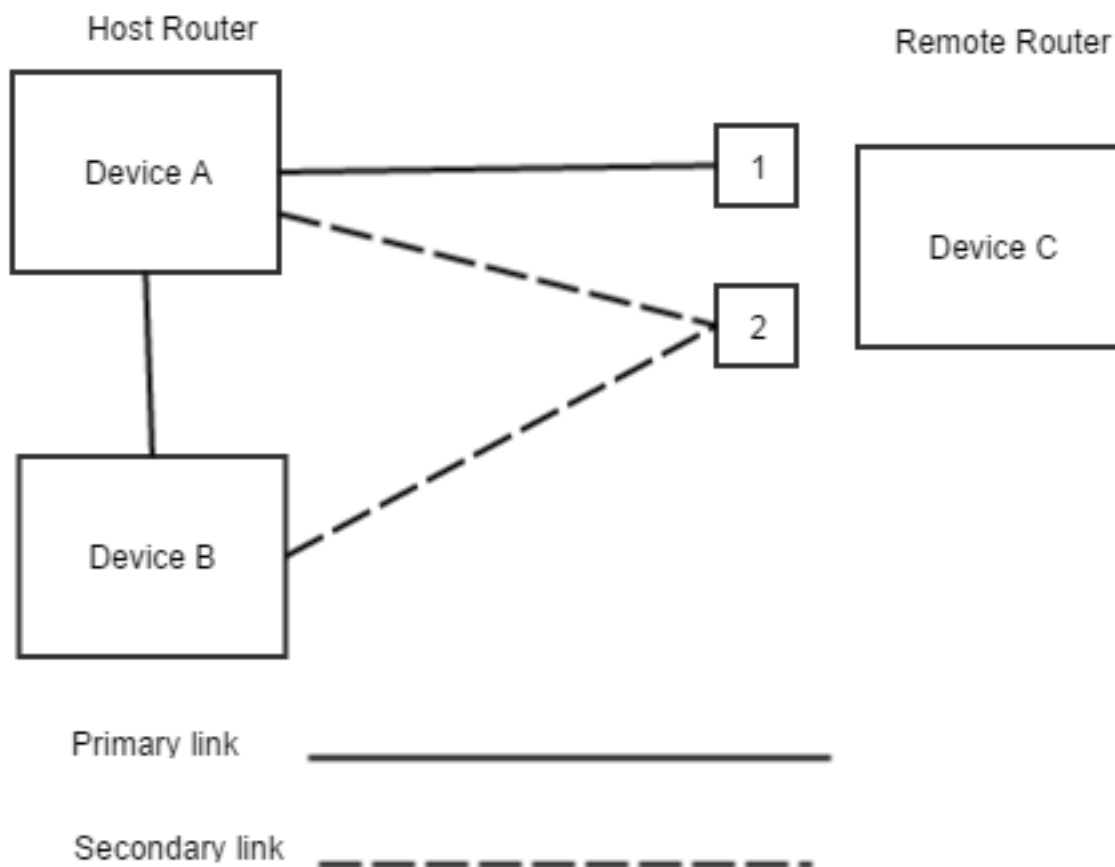 Host Router
Remote Router
Device A
1
Device C
2
Device B
Primary link
Secondary link